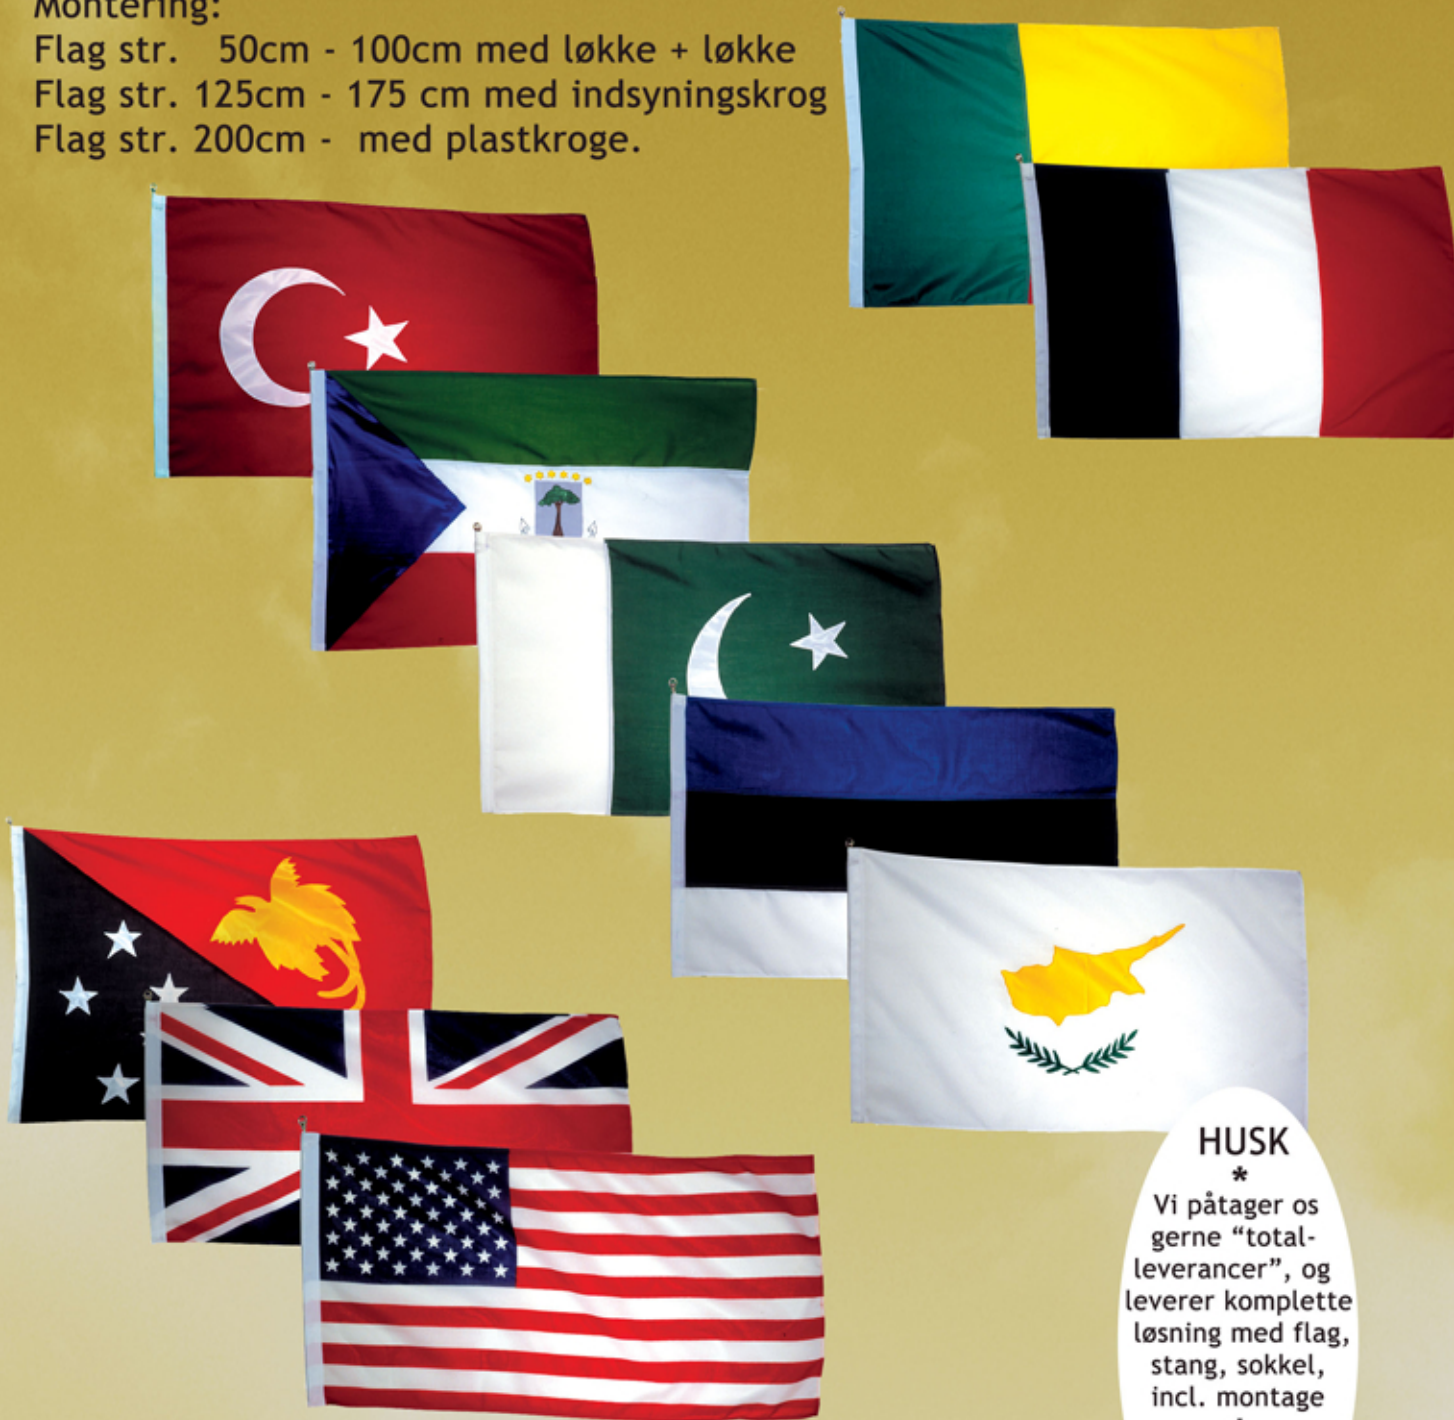 Montering:
Flag str. 50cm - 100cm med løkke + løkke
Flag str. 125cm - 175 cm med indsyningskrog
Flag str. 200cm - med plastkroge.
HUSK
*
Vi påtager os
gerne “total-
leverancer”, og
leverer komplette
løsning med flag,
stang, sokkel,
incl. montage